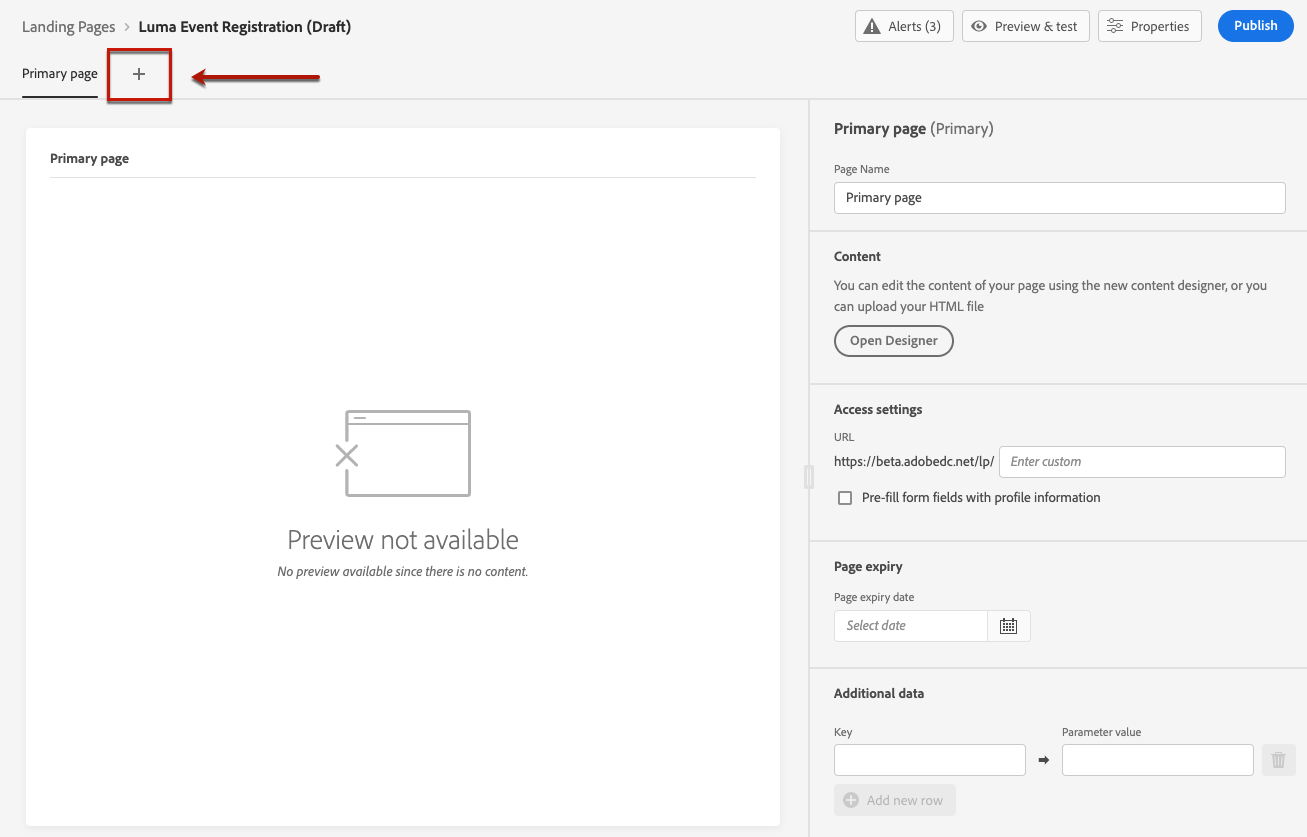 Landing Pages > Luma Event Registration (Draft)
Alerts (3)
Preview & test
Properties
Publish
Primary page
+
Primary page
Preview not available
No preview available since there is no content.
Primary page (Primary)
Page Name
Primary page
Content
You can edit the content of your page using the new content designer, or you
can upload your HTML file
Open Designer
Access settings
URL
https://beta.adobedc.net/lp/ Enter custom
Pre-fill form fields with profile information
Page expiry
Page expiry date
Select date
Additional data
Key Parameter value
Add new row